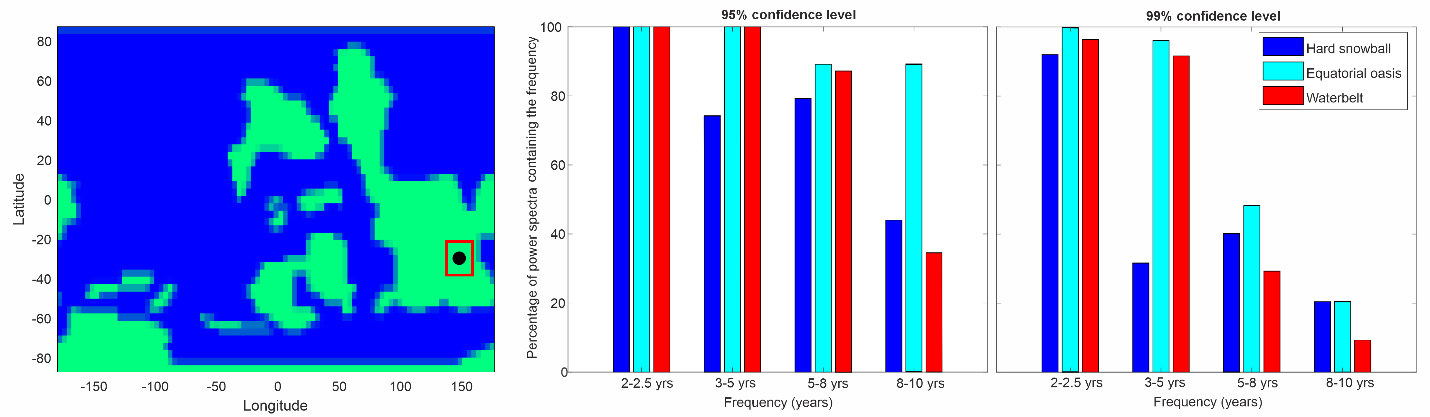 95% confidence level
99% confidence level
Latitude
80
60
40
20
0
-20
-40
-60
-80
-150
-100
-50
0
50
100
150
Longitude
Percentage of power spectra containing the frequency
100
80
60
40
20
0
2-2.5 yrs
3-5 yrs
5-8 yrs
8-10 yrs
Frequency (years)
Hard snowball
Equatorial oasis
Waterbelt
2-2.5 yrs
3-5 yrs
5-8 yrs
8-10 yrs
Frequency (years)